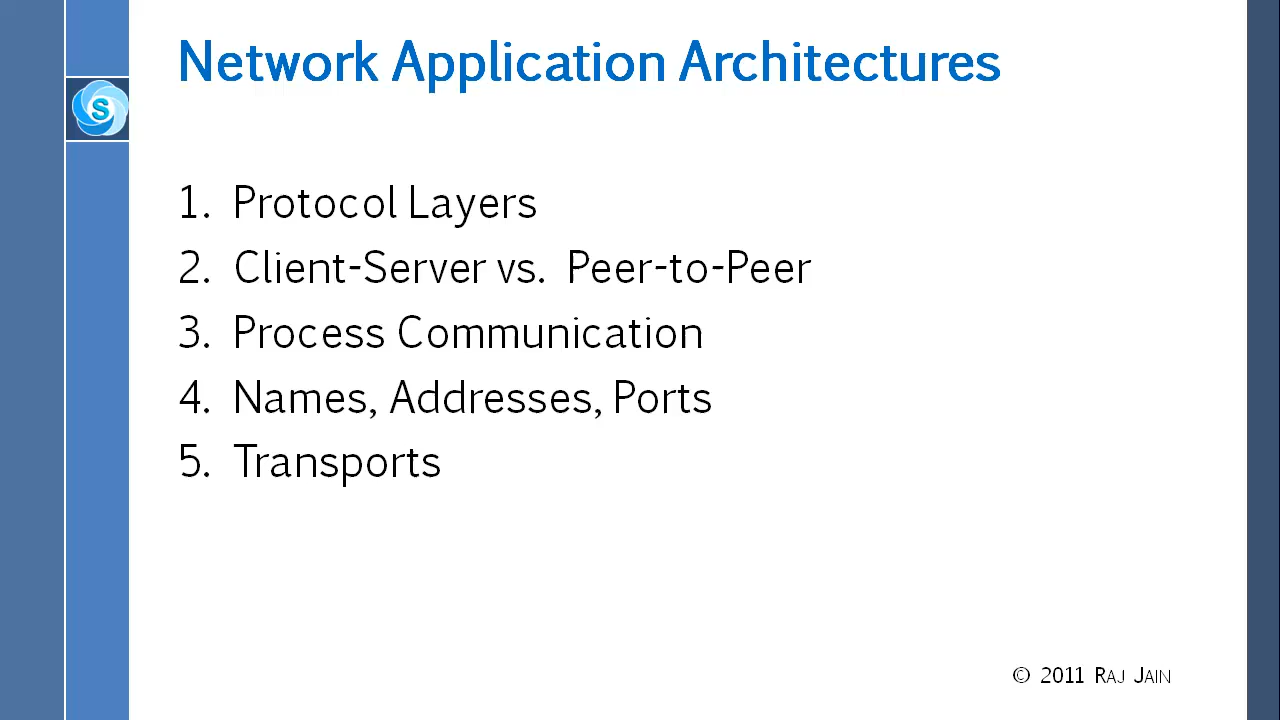 Network Application Architectures
S
1. Protocol Layers
2. Client-Server vs. Peer-to-Peer
3. Process Communication
4. Names, Addresses, Ports
5. Transports
© 2011 RAJ JAIN